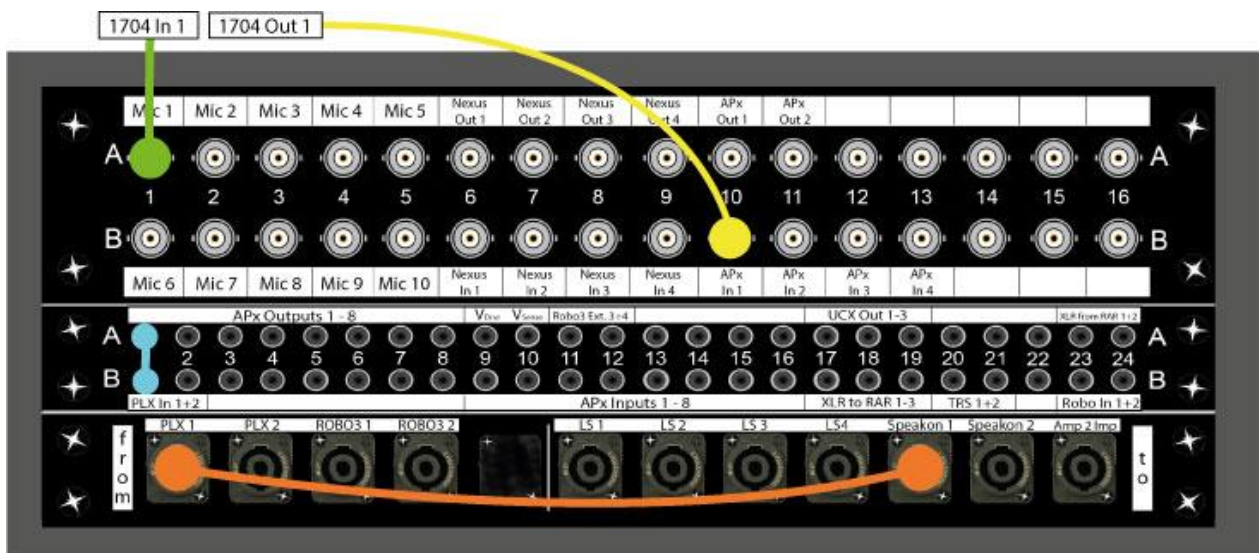 1704 In 1 1704 Out 1
Mic 1 Mic 2 Mic 3 Mic 4 Mic 5 Nexus Out 1 Nexus Out 2 Nexus Out 3 Nexus Out 4 APx Out 1 APx Out 2
A A
1 2 3 4 5 6 7 8 9 10 11 12 13 14 15 16
B B
Mic 6 Mic 7 Mic 8 Mic 9 Mic 10 Nexus In 1 Nexus In 2 Nexus In 3 Nexus In 4 APx In 1 APx In 2 APx In 3 APx In 4
APx Outputs 1 - 8 VDrive VSense Robo3 Ext. 3+4 UCX Out 1-3 XLR from RAR 1+2
A A
2 3 4 5 6 7 8 9 10 11 12 13 14 15 16 17 18 19 20 21 22 23 24
B B
PLX In 1+2 APx Inputs 1 - 8 XLR to RAR 1-3 TRS 1+2 Robo In 1+2
PLX 1 PLX 2 ROBO3 1 ROBO3 2 LS 1 LS 2 LS 3 LS4 Speakon 1 Speakon 2 Amp 2 Imp
from to